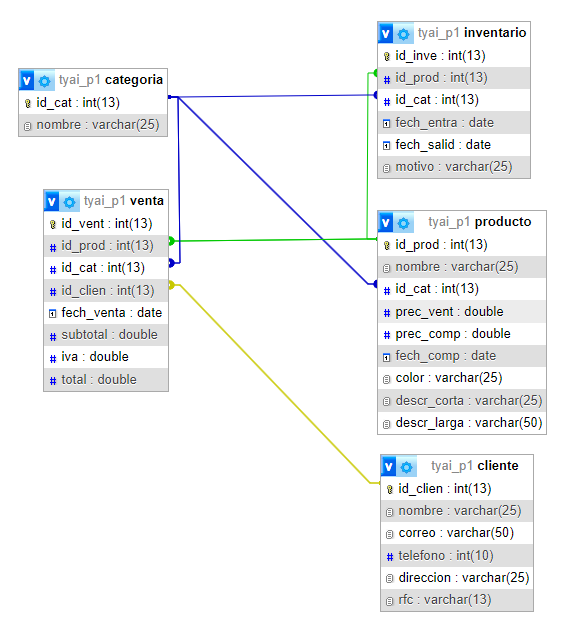 tyai_p1 categoria
id_cat : int(13)
nombre : varchar(25)
tyai_p1 venta
id_vent : int(13)
id_prod : int(13)
id_cat : int(13)
id_clien : int(13)
fech_venta : date
subtotal : double
iva : double
total : double
tyai_p1 inventario
id_inve : int(13)
id_prod : int(13)
id_cat : int(13)
fech_entra : date
fech_salid : date
motivo : varchar(25)
tyai_p1 producto
id_prod : int(13)
nombre : varchar(25)
id_cat : int(13)
prec_vent : double
prec_comp : double
fech_comp : date
color : varchar(25)
descr_corta : varchar(25)
descr_larga : varchar(50)
tyai_p1 cliente
id_clien : int(13)
nombre : varchar(25)
correo : varchar(50)
telefono : int(10)
direccion : varchar(25)
rfc : varchar(13)